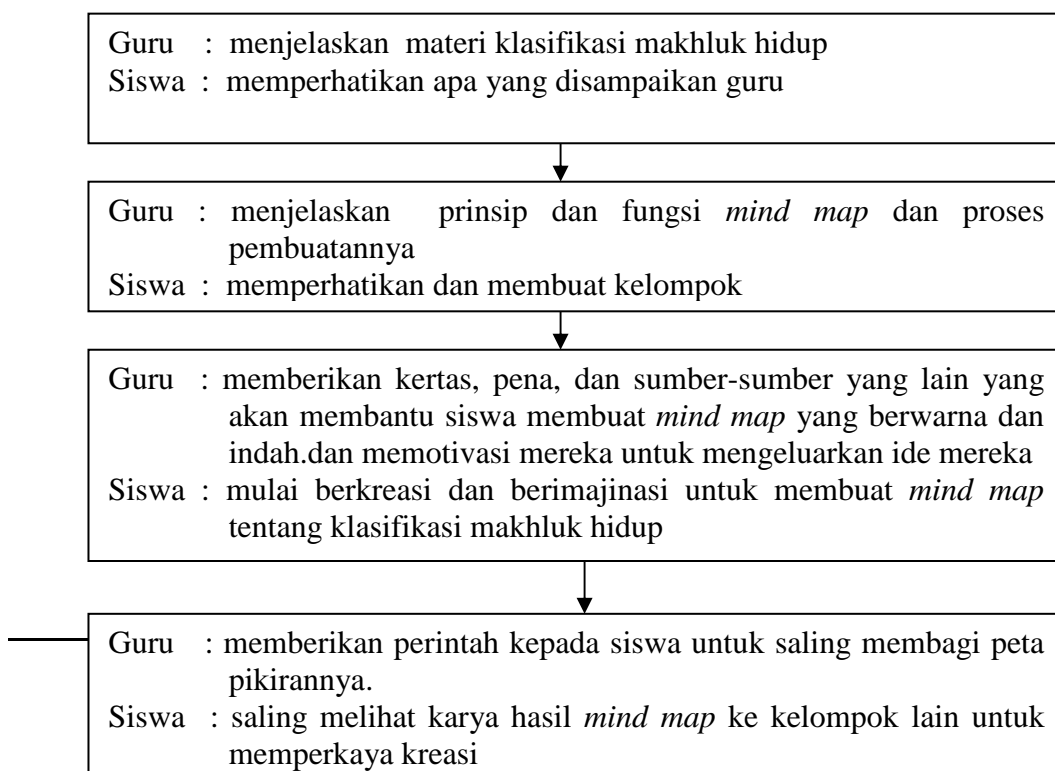 Guru : menjelaskan materi klasifikasi makhluk hidup
Siswa : memperhatikan apa yang disampaikan guru
Guru : menjelaskan prinsip dan fungsi mind map dan proses
pembuatannya
Siswa : memperhatikan dan membuat kelompok
Guru : memberikan kertas, pena, dan sumber-sumber yang lain yang
akan membantu siswa membuat mind map yang berwarna dan
indah.dan memotivasi mereka untuk mengeluarkan ide mereka
Siswa : mulai berkreasi dan berimajinasi untuk membuat mind map
tentang klasifikasi makhluk hidup
Guru : memberikan perintah kepada siswa untuk saling membagi peta
pikirannya.
Siswa : saling melihat karya hasil mind map ke kelompok lain untuk
memperkaya kreasi